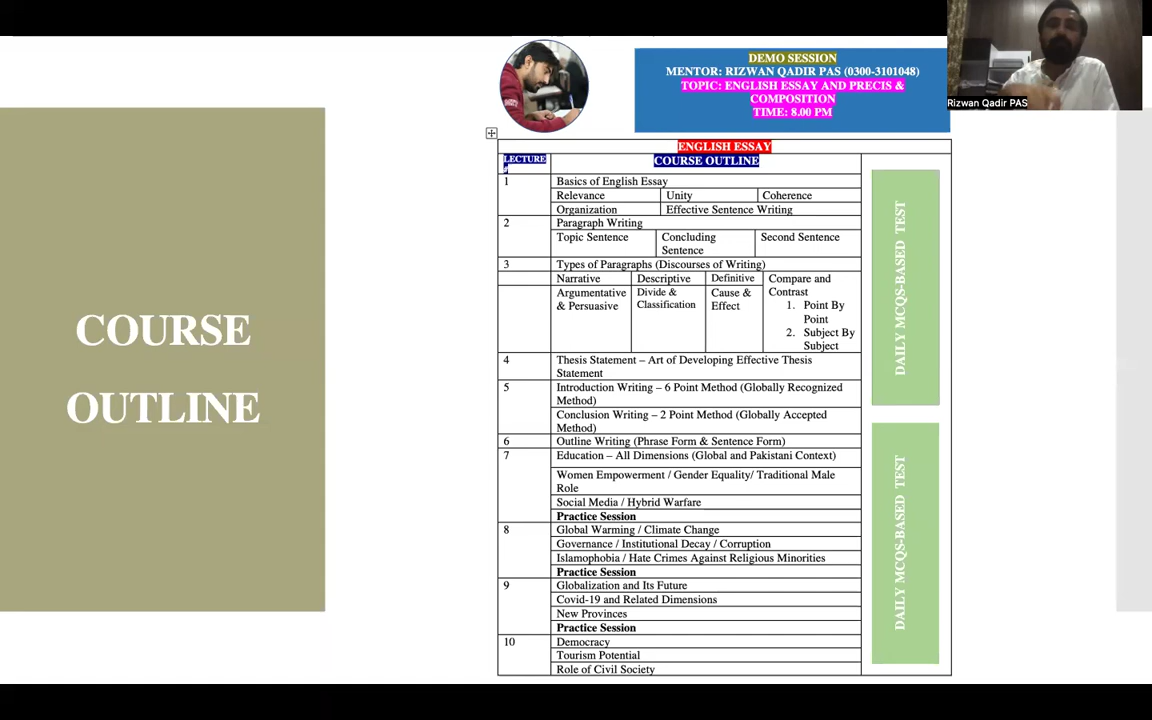 COURSE
OUTLINE
DEMO SESSION
MENTOR: RIZWAN QADIR PAS (0300-3101048)
TOPIC: ENGLISH ESSAY AND PRECIS &
COMPOSITION
TIME: 8.00 PM
Rizwan Qadir PAS
ENGLISH ESSAY
LECTURE
#
COURSE OUTLINE
1
Basics of English Essay
Relevance
Unity
Coherence
Organization
Effective Sentence Writing
2
Paragraph Writing
Topic Sentence
Concluding
Sentence
Second Sentence
3
Types of Paragraphs (Discourses of Writing)
Narrative
Descriptive
Definitive
Compare and
Contrast
1. Point By
Point
2. Subject By
Subject
Argumentative
& Persuasive
Divide &
Classification
Cause &
Effect
4
Thesis Statement – Art of Developing Effective Thesis
Statement
5
Introduction Writing – 6 Point Method (Globally Recognized
Method)
Conclusion Writing – 2 Point Method (Globally Accepted
Method)
6
Outline Writing (Phrase Form & Sentence Form)
7
Education – All Dimensions (Global and Pakistani Context)
Women Empowerment / Gender Equality/ Traditional Male
Role
Social Media / Hybrid Warfare
Practice Session
8
Global Warming / Climate Change
Governance / Institutional Decay / Corruption
Islamophobia / Hate Crimes Against Religious Minorities
Practice Session
9
Globalization and Its Future
Covid-19 and Related Dimensions
New Provinces
Practice Session
10
Democracy
Tourism Potential
Role of Civil Society
DAILY MCQS-BASED TEST
DAILY MCQS-BASED TEST